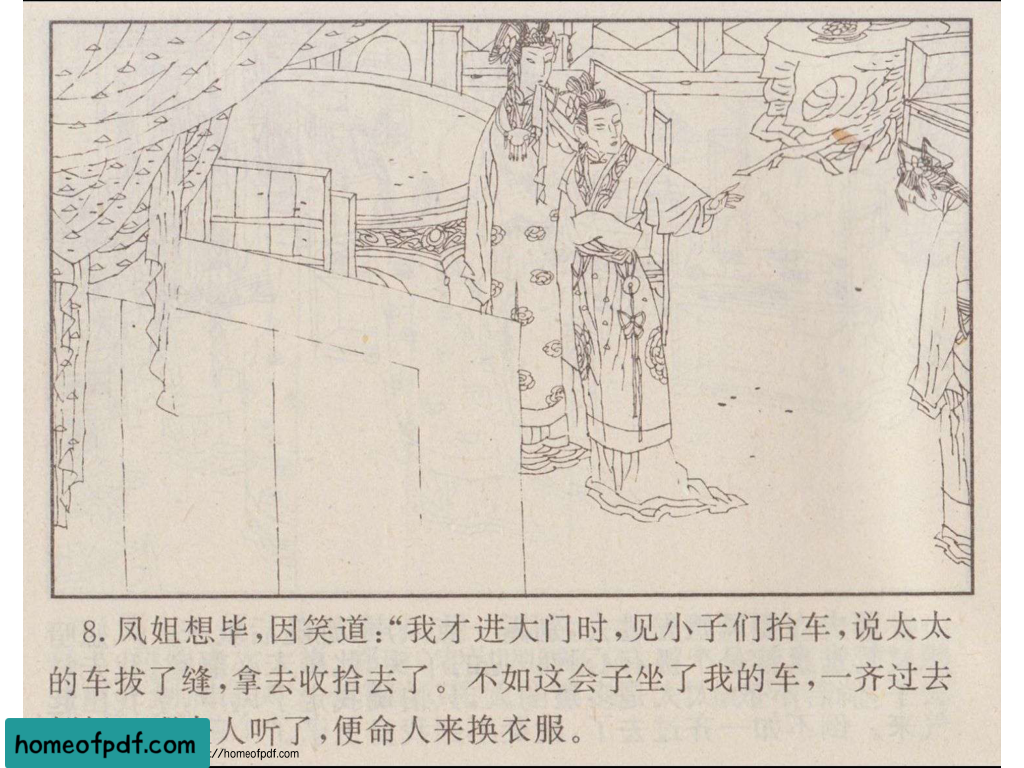 8. 凤姐想毕,因笑道:“我才进大门时,见小子们抬车,说太太
的车拔了缝,拿去收拾去了。不如这会子坐了我的车,一齐过去
人听了,便命人来换衣服。
homeofpdf.com
//homeofpdf.com